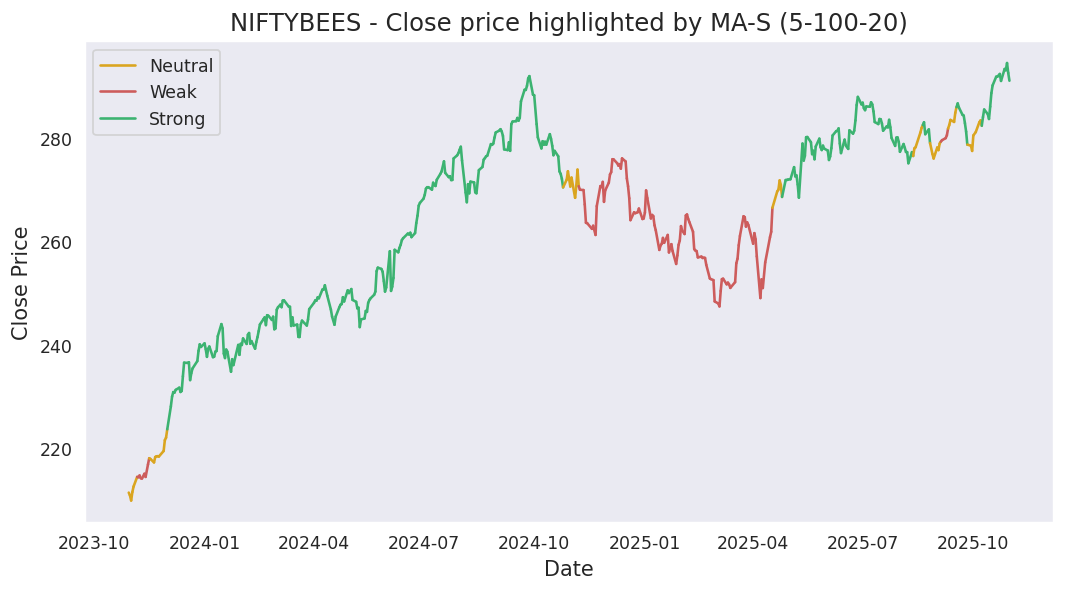 NIFTYBEES - Close price highlighted by MA-S (5-100-20)
Neutral
Weak
Strong
Close Price
280
260
240
220
2023-10 2024-01 2024-04 2024-07 2024-10 2025-01 2025-04 2025-07 2025-10
Date